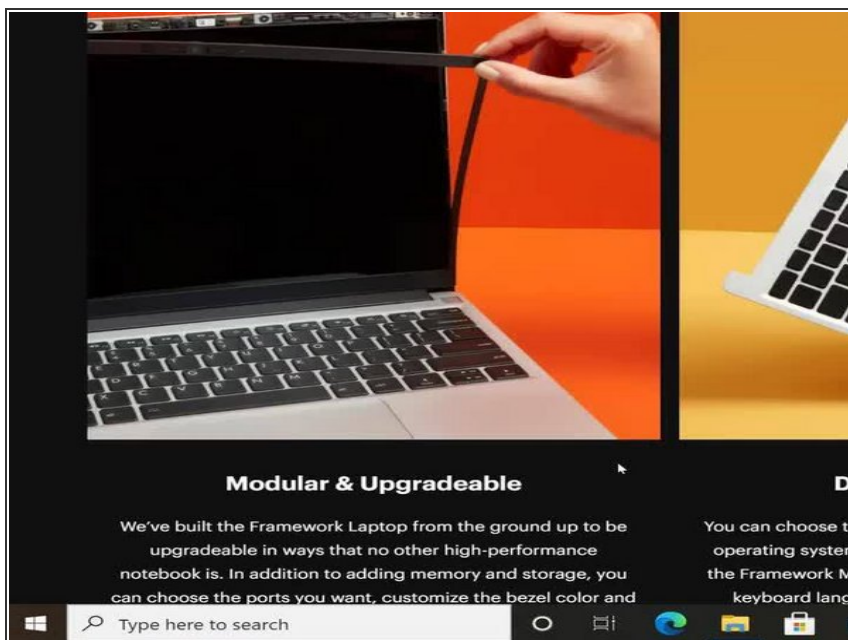 Modular & Upgradeable
We've built the Framework Laptop from the ground up to be
upgradeable in ways that no other high-performance
notebook is. In addition to adding memory and storage, you
can choose the ports you want, customize the bezel color and
D
You can choose t
operating system
the Framework M
keyboard lang
Type here to search